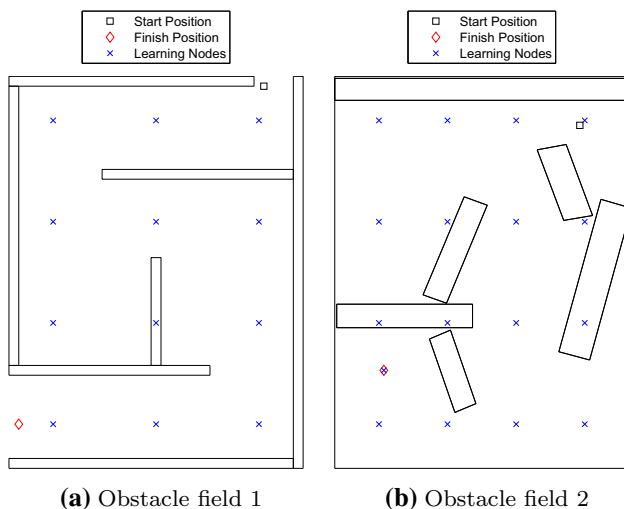 Start Position
Finish Position
Learning Nodes
Start Position
Finish Position
Learning Nodes
(a) Obstacle field 1
(b) Obstacle field 2